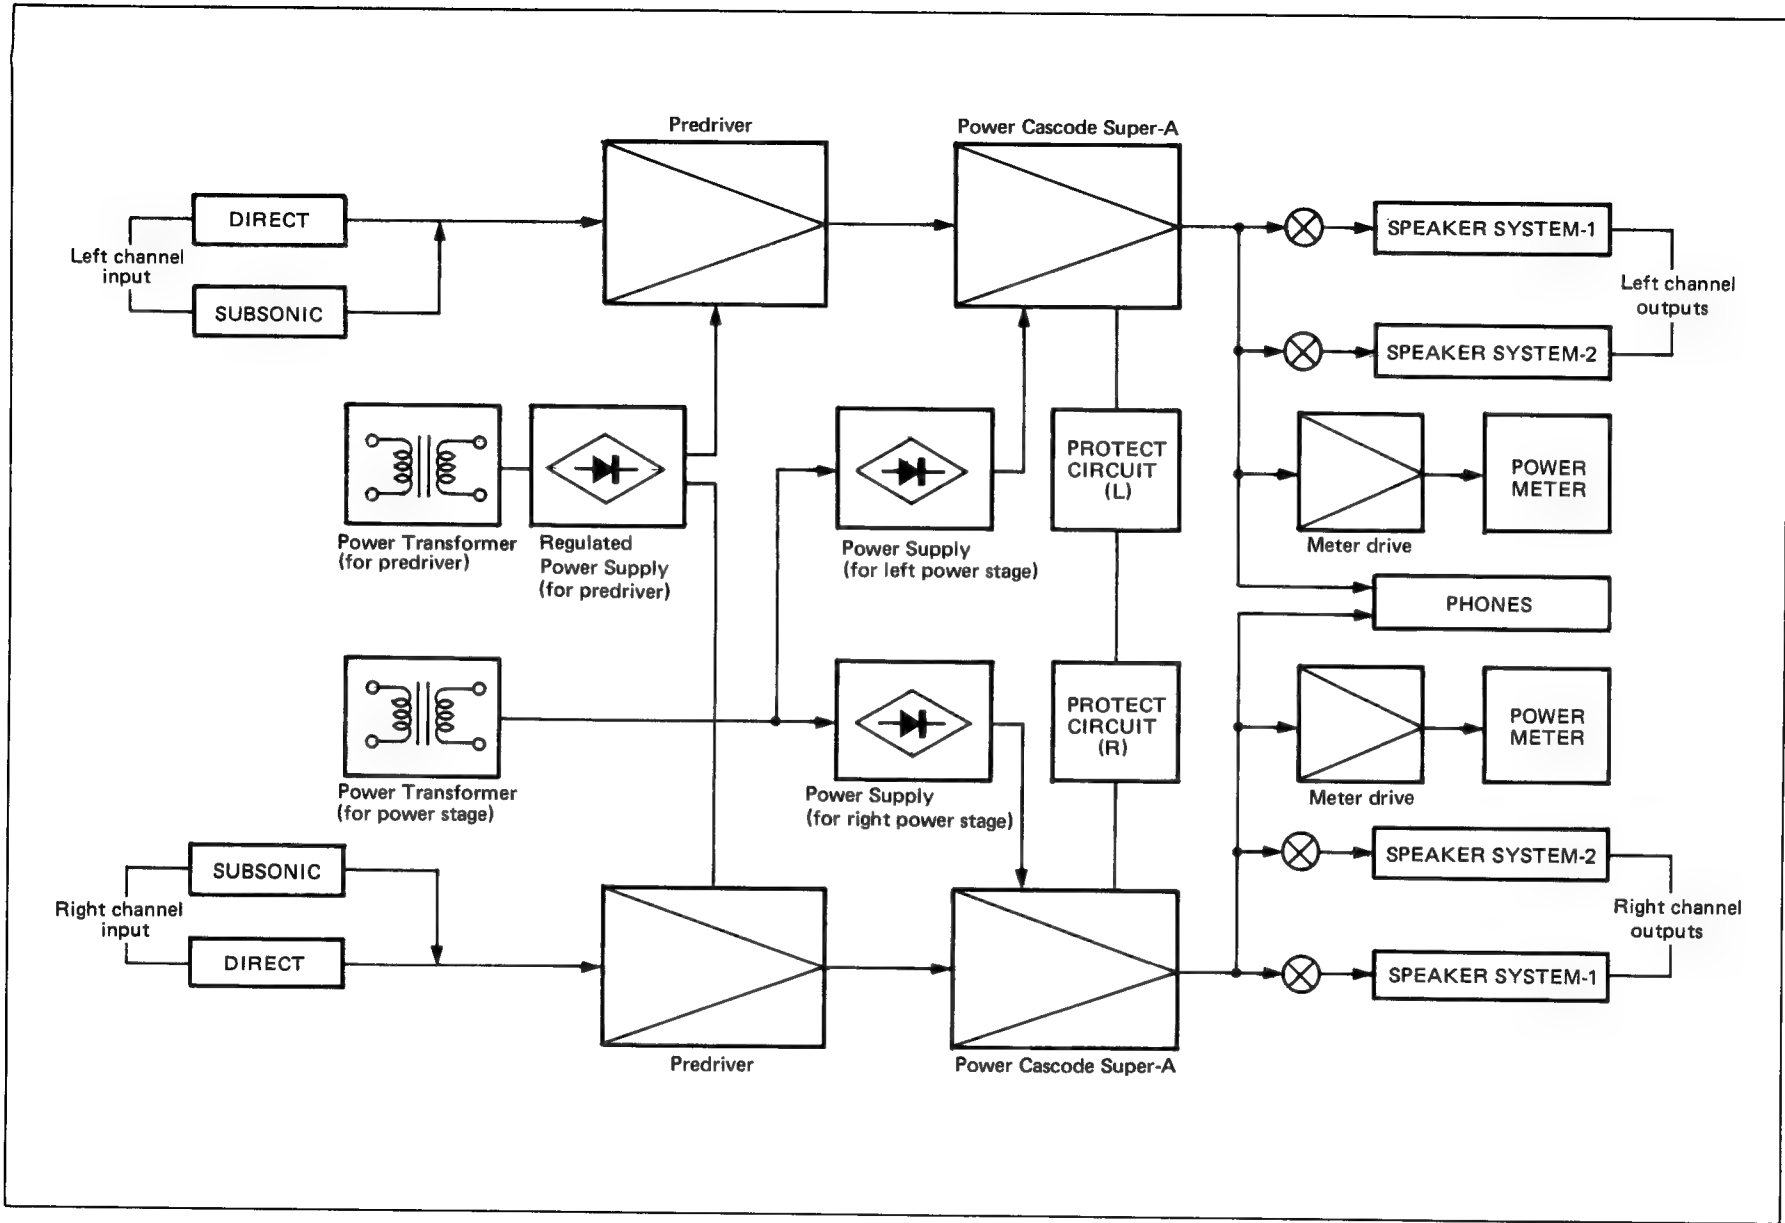 Predriver
Power Cascode Super-A
DIRECT
SPEAKER SYSTEM-1
Left channel
input
Left channel
outputs
SUBSONIC
SPEAKER SYSTEM-2
PROTECT
CIRCUIT
(L)
POWER
METER
Power Transformer
(for predriver)
Regulated
Power Supply
(for predriver)
Power Supply
(for left power stage)
Meter drive
PHONES
PROTECT
CIRCUIT
(R)
POWER
METER
Power Transformer
(for power stage)
Power Supply
(for right power stage)
Meter drive
SUBSONIC
SPEAKER SYSTEM-2
Right channel
input
Right channel
outputs
DIRECT
SPEAKER SYSTEM-1
Predriver
Power Cascode Super-A